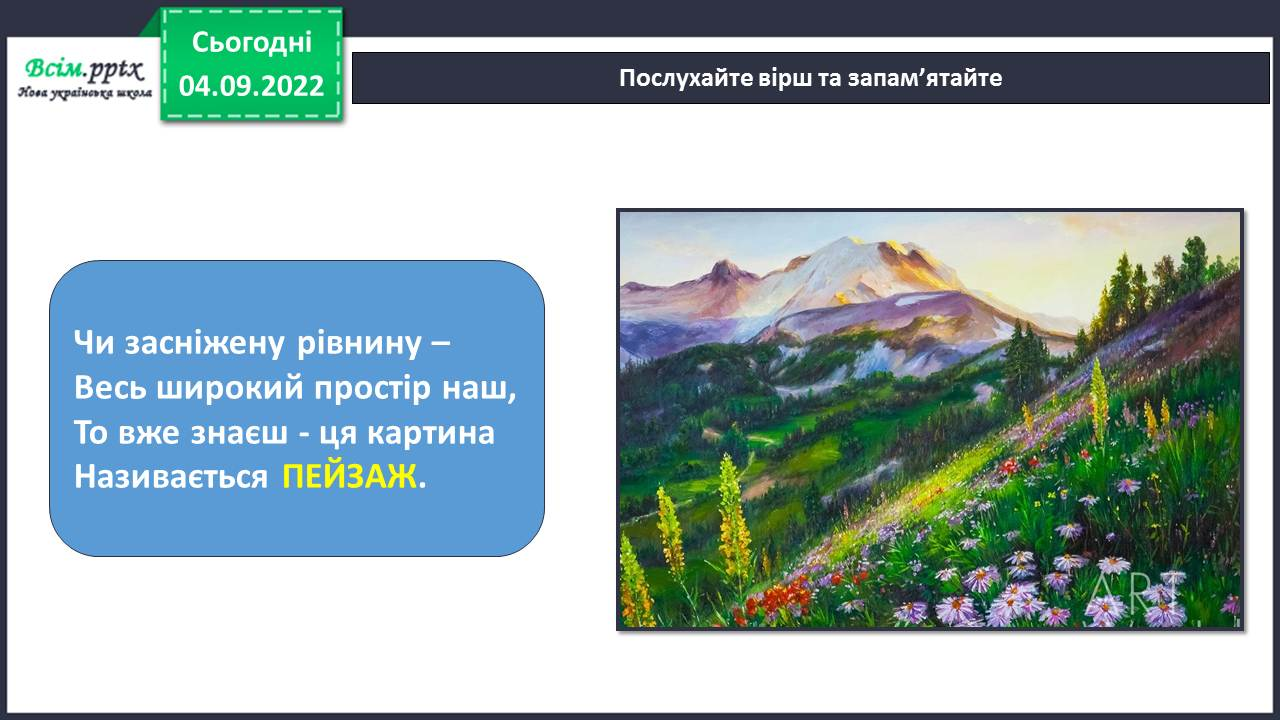 Сьогодні
04.09.2022
Всім.pptx
Нова українська школа
Послухайте вірш та запам’ятайте
Чи засніжену рівнину –
Весь широкий простір наш,
То вже знаєш - ця картина
Називається ПЕЙЗАЖ.
ART